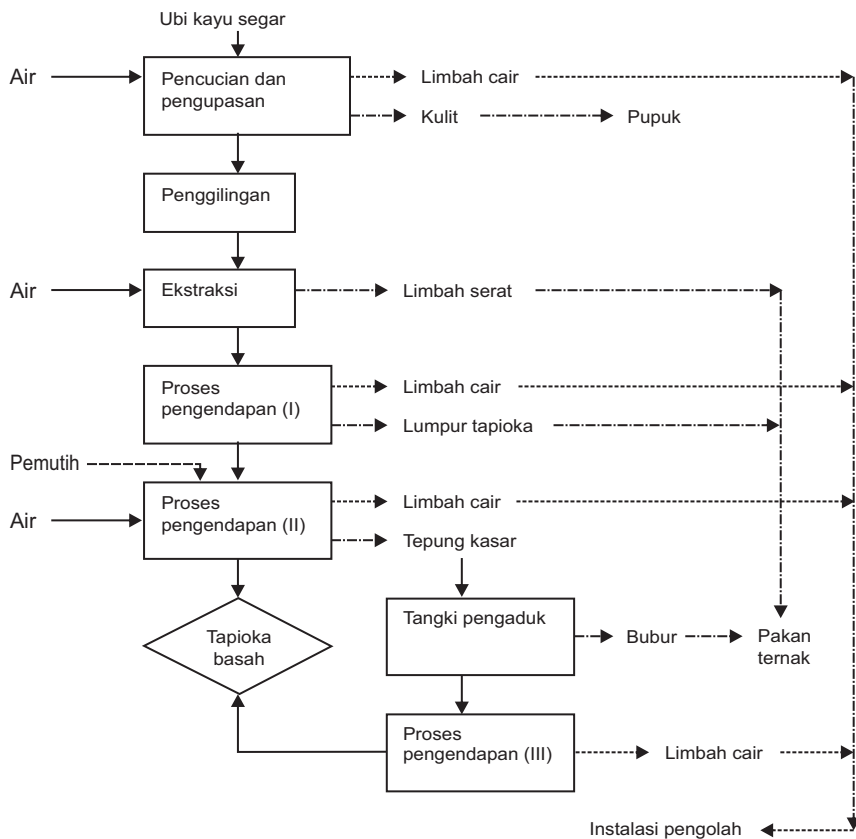 Ubi kayu segar
Air
Pencucian dan
pengupasan
Limbah cair
Kulit
Pupuk
Penggilingan
Air
Ekstraksi
Limbah serat
Proses
pengendapan (I)
Limbah cair
Lumpur tapioka
Pemutih
Air
Proses
pengendapan (II)
Limbah cair
Tepung kasar
Tapioka
basah
Tangki pengaduk
Bubur
Pakan
ternak
Proses
pengendapan (III)
Limbah cair
Instalasi pengolah